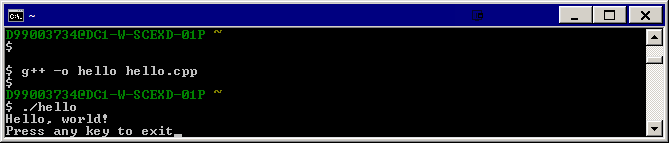 ~
D99003734@DC1-W-SCEXD-01P ~
$
$ g++ -o hello hello.cpp
$
D99003734@DC1-W-SCEXD-01P ~
$ ./hello
Hello, world!
Press any key to exit